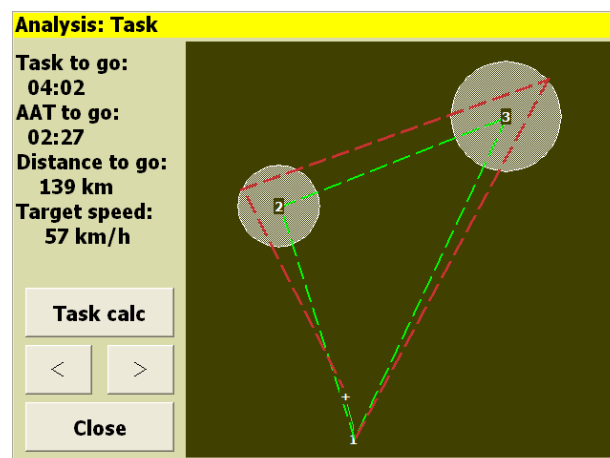 Analysis: Task
Task to go:
04:02
AAT to go:
02:27
Distance to go:
139 km
Target speed:
57 km/h
Task calc
<
>
Close
3
2
+
1